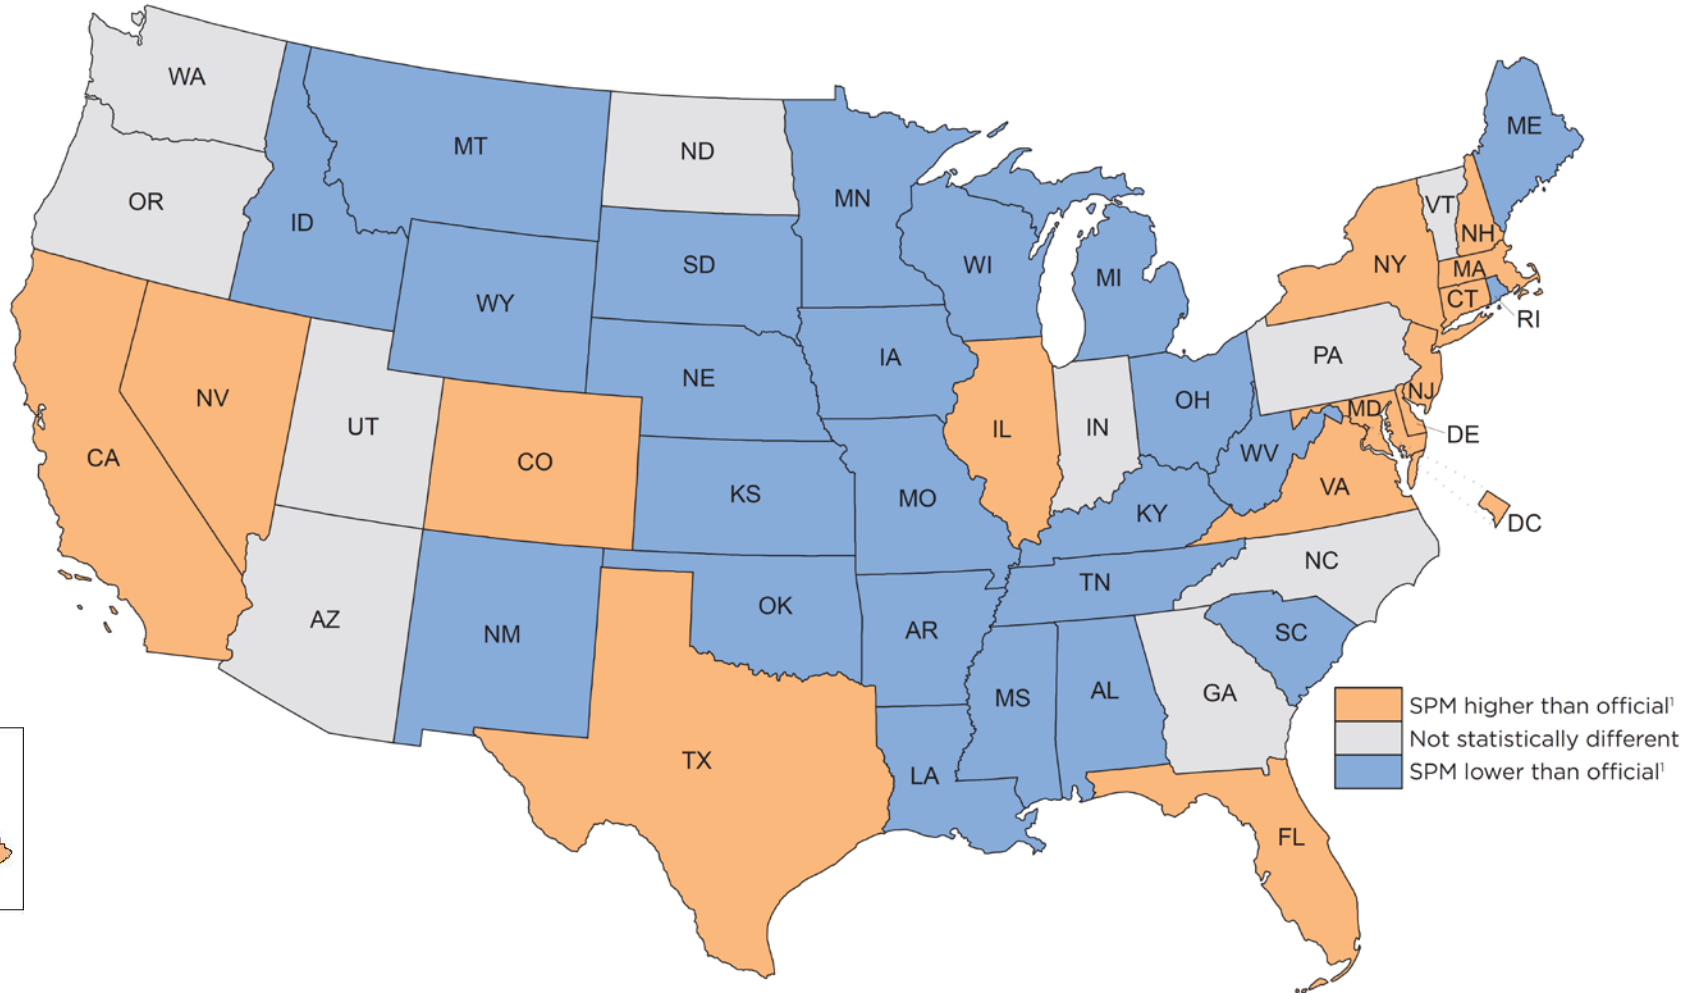 WA
MT
ND
MN
ME
OR
ID
SD
WI
MI
NY
VT
NH
MA
CT
RI
WY
IA
NE
PA
NV
UT
CO
IL
IN
OH
NJ
MD
DE
CA
KS
MO
WV
VA
KY
DC
AZ
NM
OK
TN
NC
AR
SC
MS
AL
GA
TX
LA
FL
SPM higher than official¹
Not statistically different
SPM lower than official¹